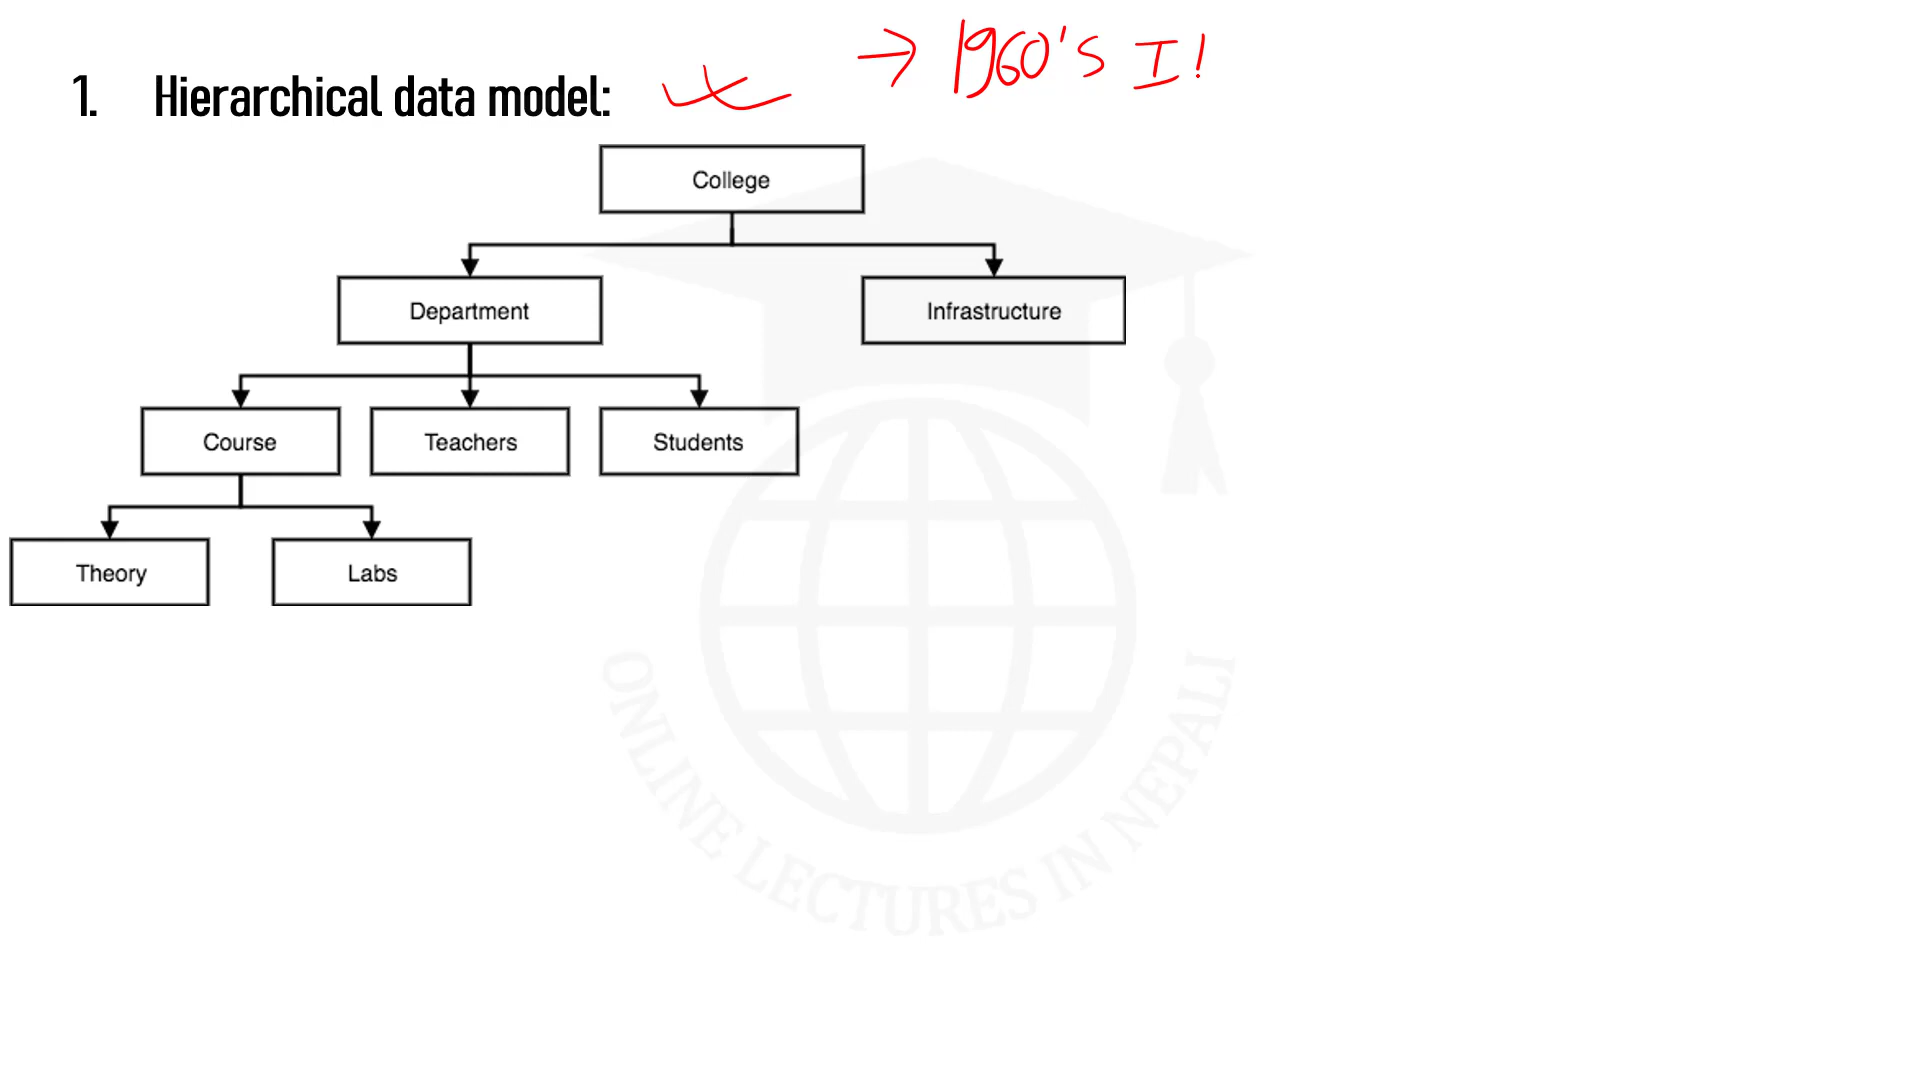 → 1960's I!
1. Hierarchical data model:
College
Department Infrastructure
Course Teachers Students
Theory Labs
ONLINE LECTURES IN NEPALI